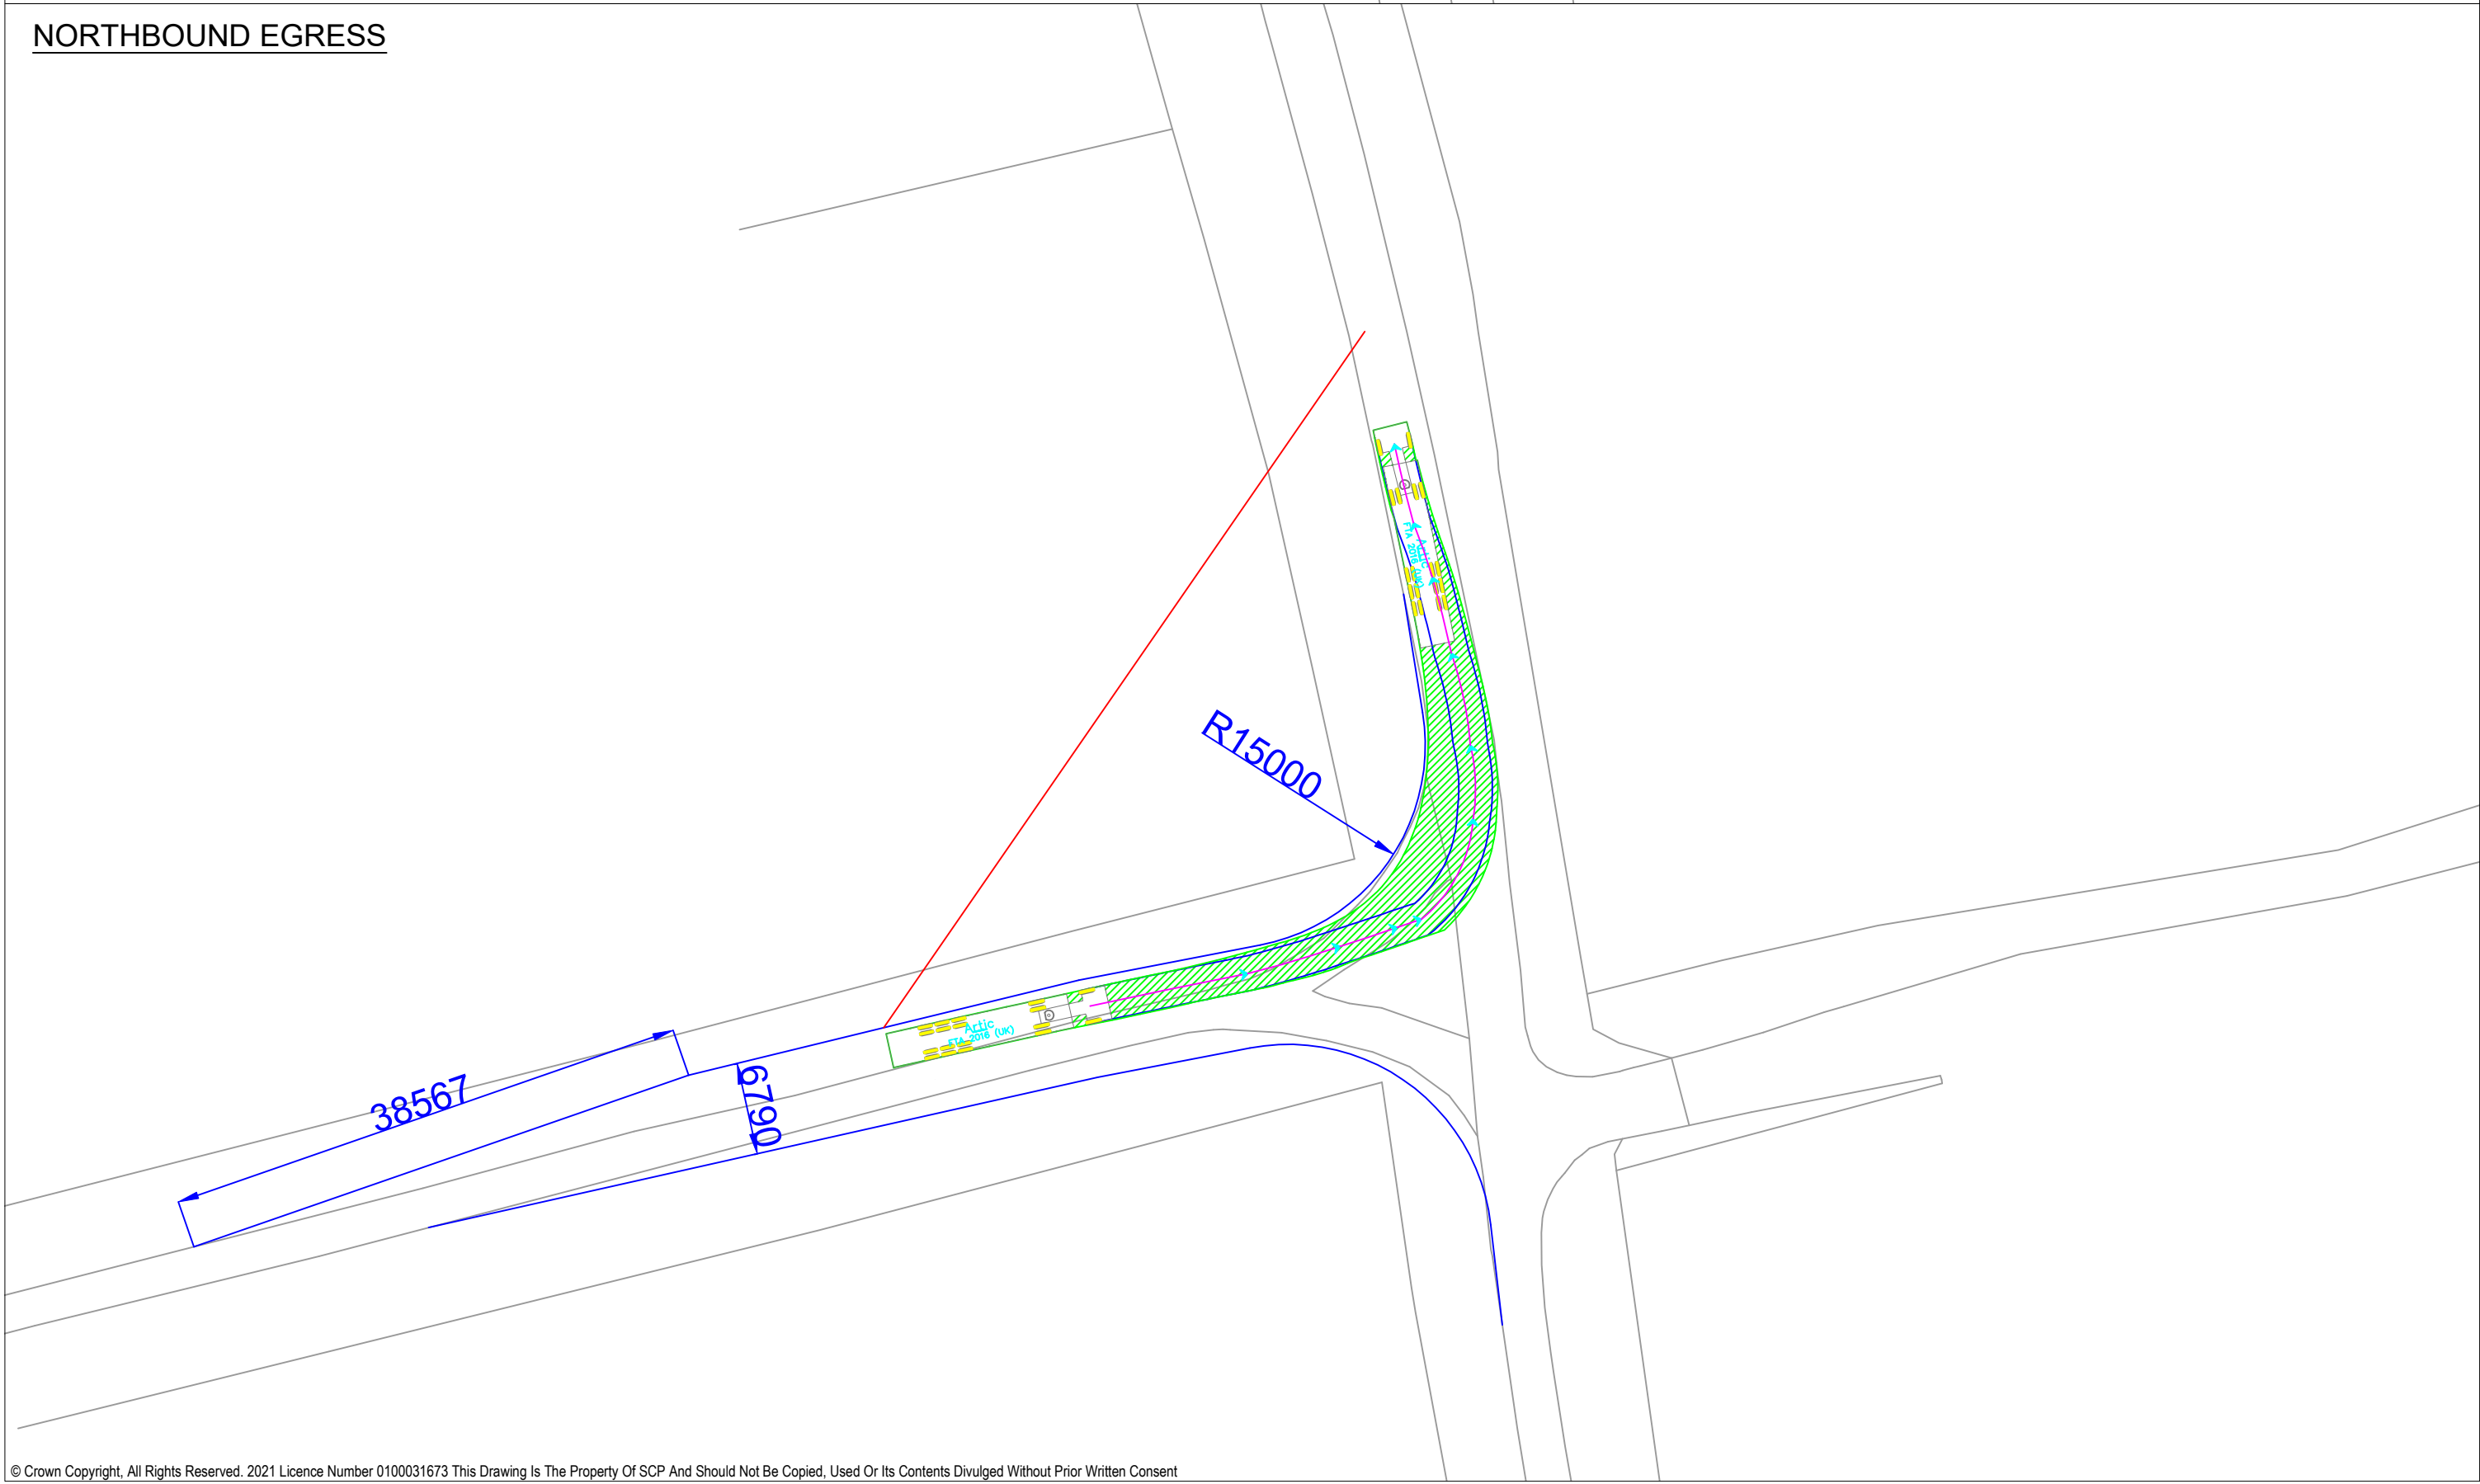 NORTHBOUND EGRESS
Artic
FTA 2016 (UK)
R15000
Artic
FTA 2016 (UK)
38567
6790
© Crown Copyright, All Rights Reserved. 2021 Licence Number 0100031673 This Drawing Is The Property Of SCP And Should Not Be Copied, Used Or Its Contents Divulged Without Prior Written Consent